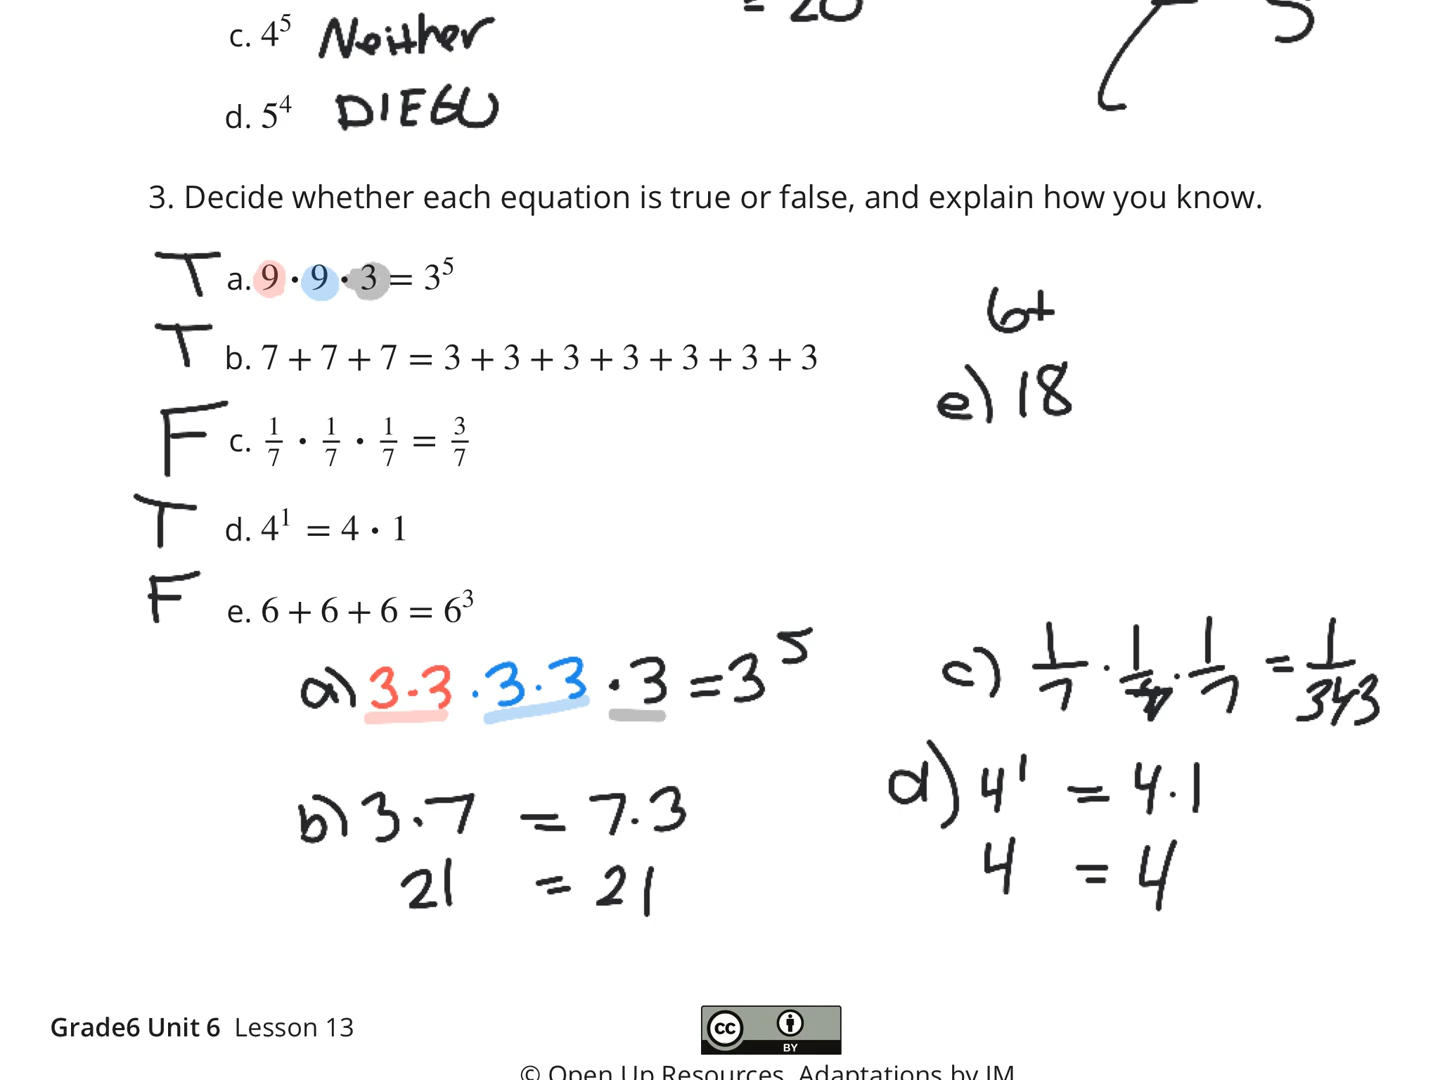 = 20
5
c. 4⁵ Neither
d. 5⁴ DIEGO
3. Decide whether each equation is true or false, and explain how you know.
T a. 9 · 9 · 3 = 3⁵
T b. 7 + 7 + 7 = 3 + 3 + 3 + 3 + 3 + 3 + 3
F c. 1/7 · 1/7 · 1/7 = 3/7
T d. 4¹ = 4 · 1
F e. 6 + 6 + 6 = 6³
6+
e) 18
a) 3·3 · 3·3 · 3 = 3⁵
b) 3·7 = 7·3
21 = 21
c) 1/7 · 1/7 · 1/7 = 1/343
d) 4¹ = 4·1
4 = 4
Grade6 Unit 6 Lesson 13
cc
BY
© Open Up Resources. Adaptations by IM